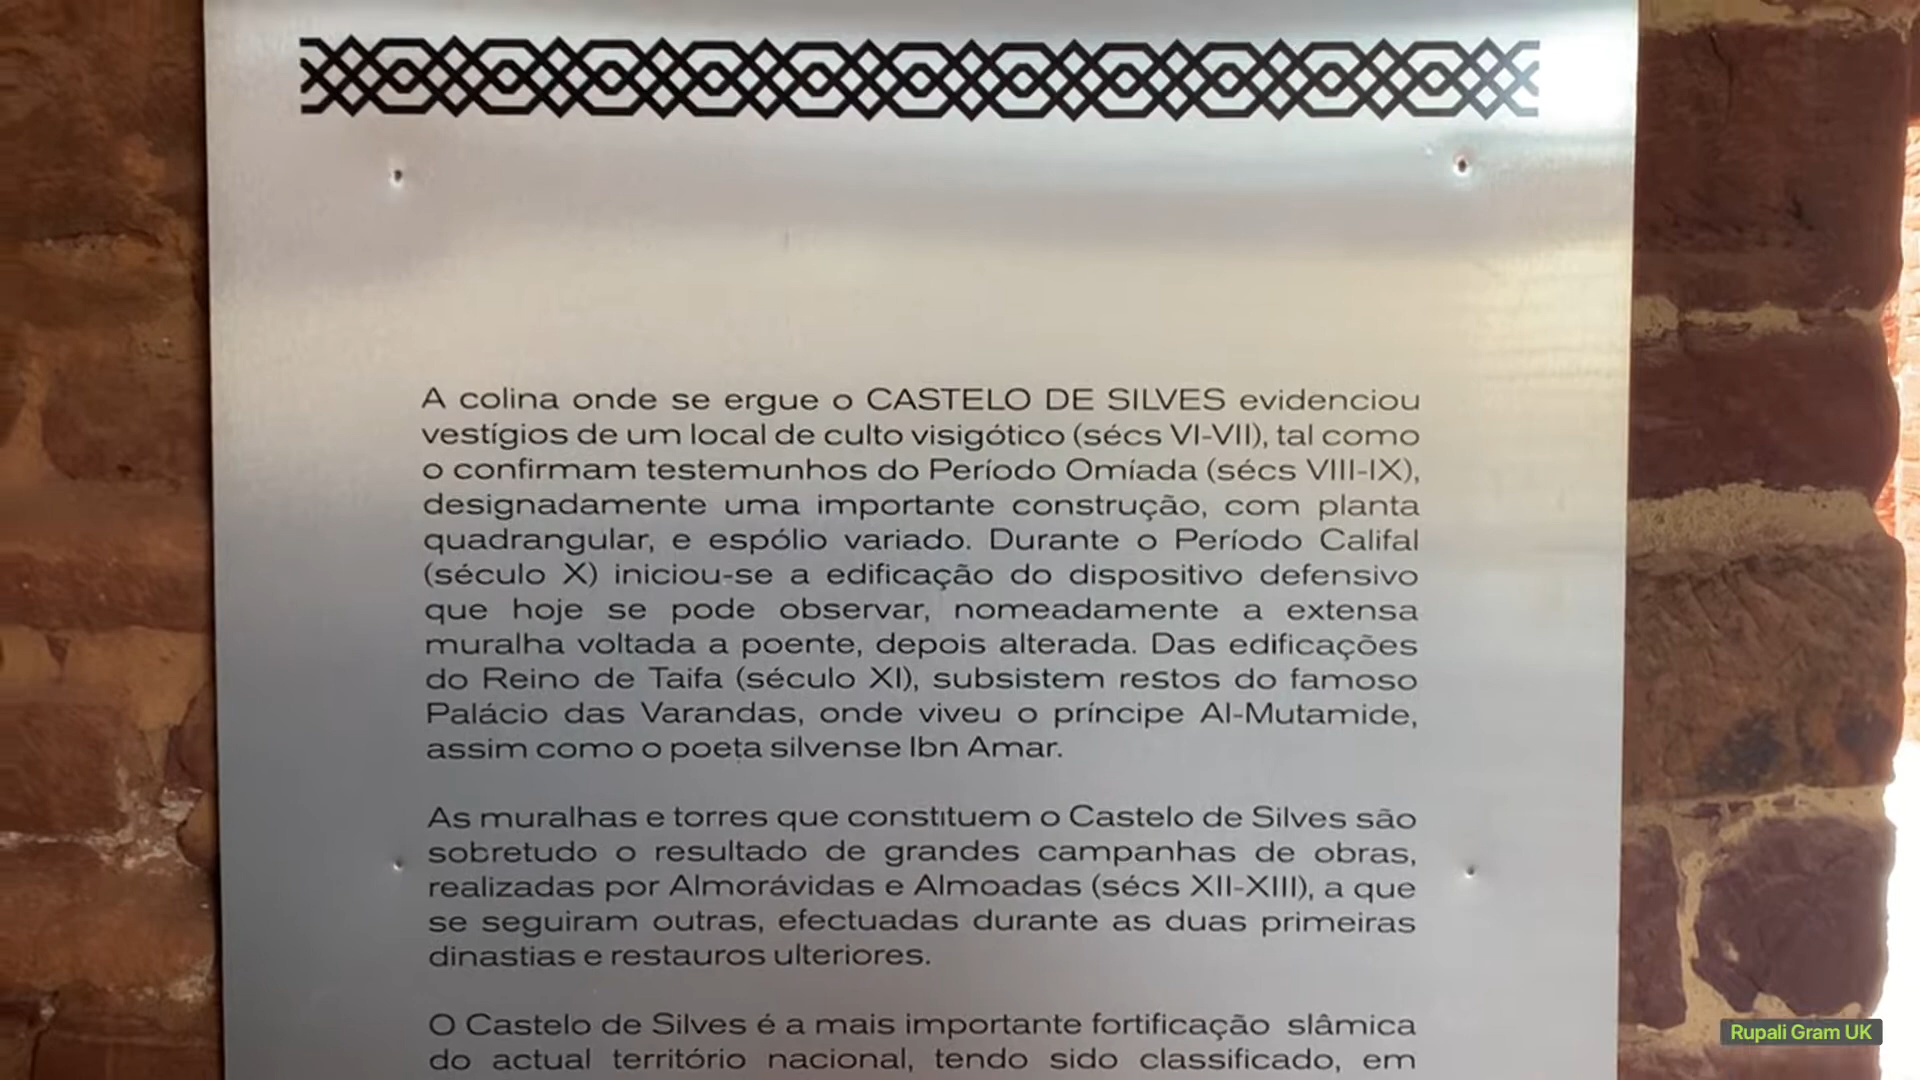 A colina onde se ergue o CASTELO DE SILVES evidenciou
vestígios de um local de culto visigótico (sécs VI-VII), tal como
o confirmam testemunhos do Período Omíada (sécs VIII-IX),
designadamente uma importante construção, com planta
quadrangular, e espólio variado. Durante o Período Califal
(século X) iniciou-se a edificação do dispositivo defensivo
que hoje se pode observar, nomeadamente a extensa
muralha voltada a poente, depois alterada. Das edificações
do Reino de Taifa (século XI), subsistem restos do famoso
Palácio das Varandas, onde viveu o príncipe Al-Mutamide,
assim como o poeta silvense Ibn Amar.
As muralhas e torres que constituem o Castelo de Silves são
sobretudo o resultado de grandes campanhas de obras,
realizadas por Almorávidas e Almoadas (sécs XII-XIII), a que
se seguiram outras, efectuadas durante as duas primeiras
dinastias e restauros ulteriores.
O Castelo de Silves é a mais importante fortificação slâmica
do actual território nacional, tendo sido classificado, em
Rupali Gram UK